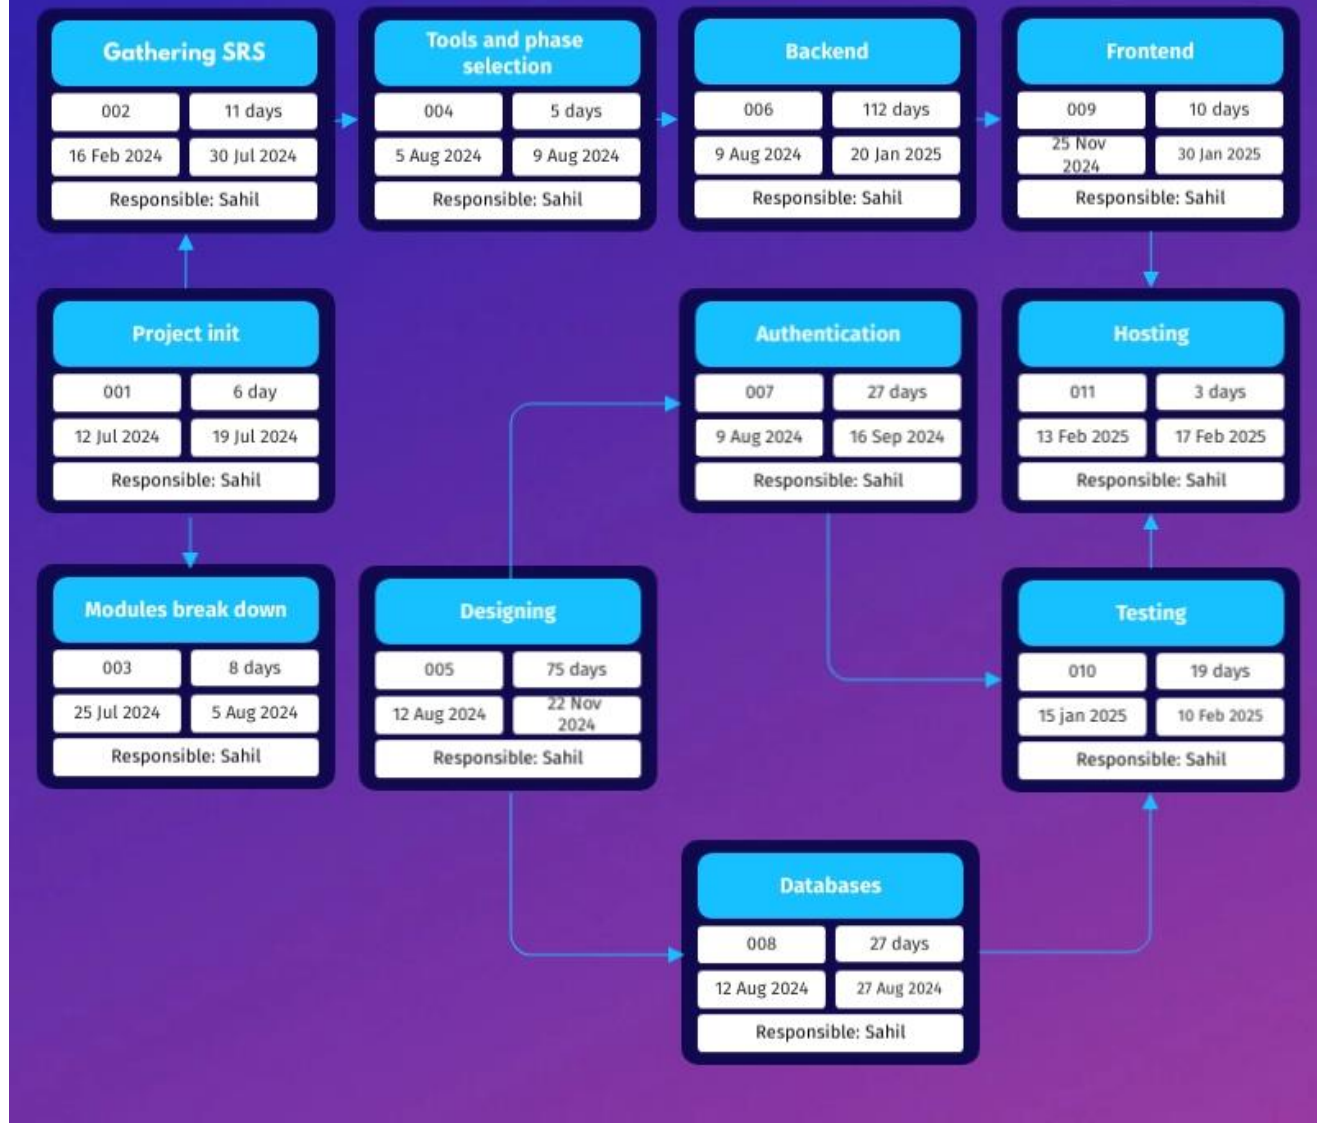 Gathering SRS
002
11 days
16 Feb 2024
30 Jul 2024
Responsible: Sahil
Tools and phase
selection
004
5 days
5 Aug 2024
9 Aug 2024
Responsible: Sahil
Backend
006
112 days
9 Aug 2024
20 Jan 2025
Responsible: Sahil
Frontend
009
10 days
25 Nov
2024
30 Jan 2025
Responsible: Sahil
Project init
001
6 day
12 Jul 2024
19 Jul 2024
Responsible: Sahil
Authentication
007
27 days
9 Aug 2024
16 Sep 2024
Responsible: Sahil
Hosting
011
3 days
13 Feb 2025
17 Feb 2025
Responsible: Sahil
Modules break down
003
8 days
25 Jul 2024
5 Aug 2024
Responsible: Sahil
Designing
005
75 days
12 Aug 2024
22 Nov
2024
Responsible: Sahil
Testing
010
19 days
15 jan 2025
10 Feb 2025
Responsible: Sahil
Databases
008
27 days
12 Aug 2024
27 Aug 2024
Responsible: Sahil